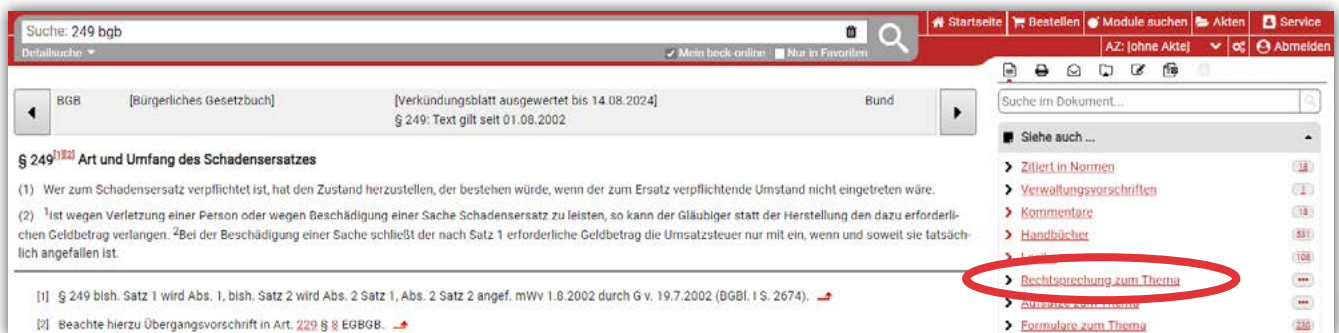 Suche: 249 bgb
Detailsuche
Mein beck-online Nur in Favoriten
Startseite Bestellen Module suchen Akten Service
AZ: [ohne Akte] Abmelden
BGB [Bürgerliches Gesetzbuch] [Verkündungsblatt ausgewertet bis 14.08.2024] Bund
§ 249: Text gilt seit 01.08.2002
§ 249[1][2] Art und Umfang des Schadensersatzes
(1) Wer zum Schadensersatz verpflichtet ist, hat den Zustand herzustellen, der bestehen würde, wenn der zum Ersatz verpflichtende Umstand nicht eingetreten wäre.
(2) 1Ist wegen Verletzung einer Person oder wegen Beschädigung einer Sache Schadensersatz zu leisten, so kann der Gläubiger statt der Herstellung den dazu erforderli-
chen Geldbetrag verlangen. 2Bei der Beschädigung einer Sache schließt der nach Satz 1 erforderliche Geldbetrag die Umsatzsteuer nur mit ein, wenn und soweit sie tatsäch-
lich angefallen ist.
[1] § 249 bish. Satz 1 wird Abs. 1, bish. Satz 2 wird Abs. 2 Satz 1, Abs. 2 Satz 2 angef. mWv 1.8.2002 durch G v. 19.7.2002 (BGBl. I S. 2674).
[2] Beachte hierzu Übergangsvorschrift in Art. 229 § 8 EGBGB.
Suche im Dokument...
Siehe auch ...
Zitiert in Normen 18
Verwaltungsvorschriften 1
Kommentare 18
Handbücher 531
108
Rechtsprechung zum Thema •••
Aufsätze zum Thema •••
Formulare zum Thema 230